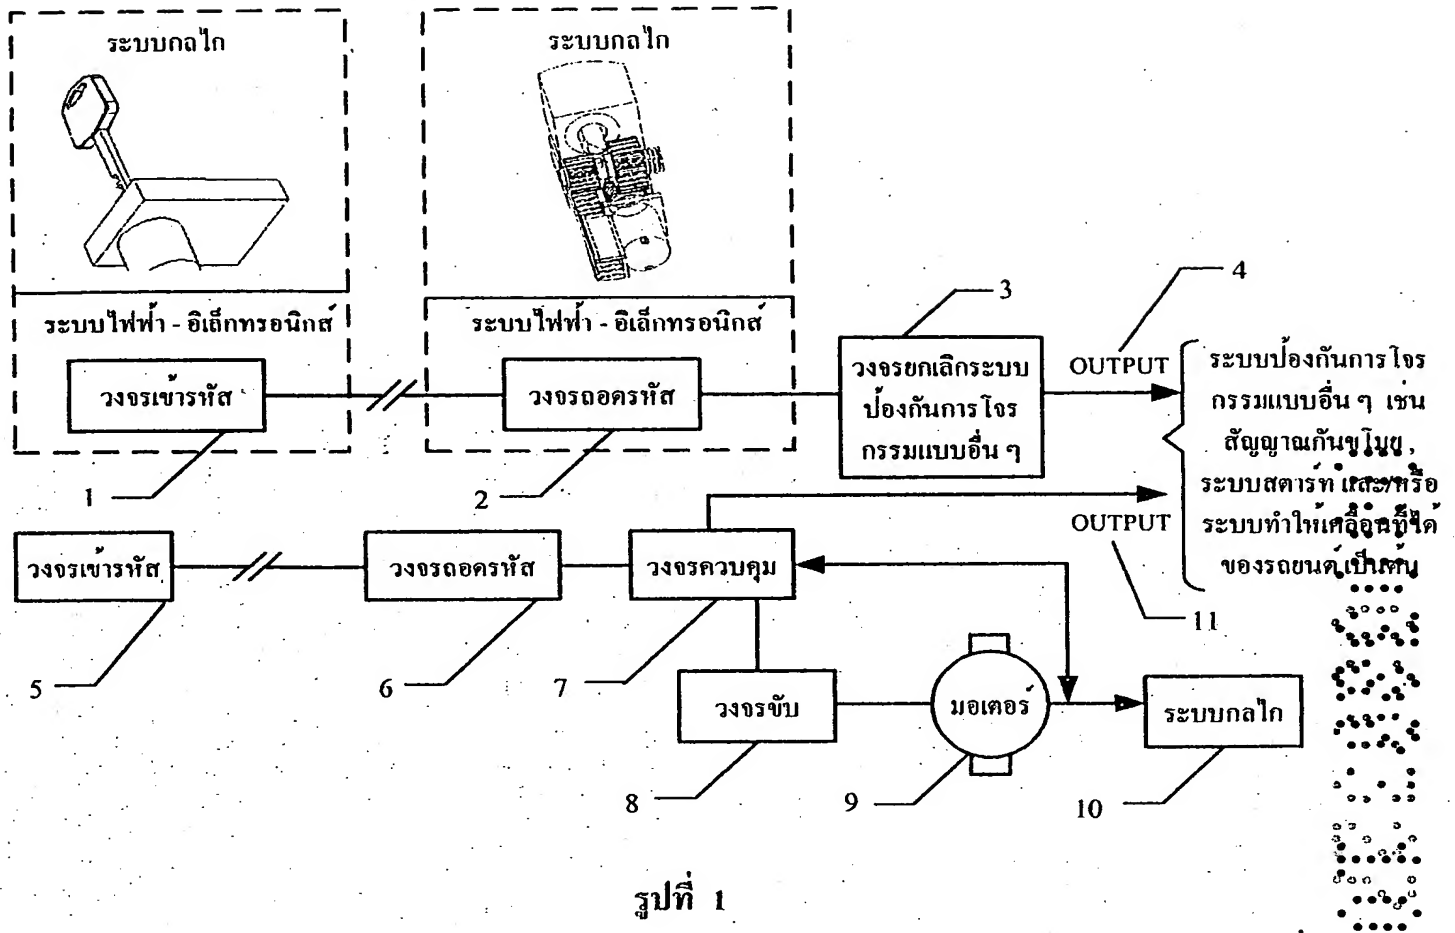 ระบบกลไก
ระบบกลไก
ระบบไฟฟ้า - อิเล็กทรอนิกส์
ระบบไฟฟ้า - อิเล็กทรอนิกส์
วงจรเข้ารหัส
วงจรถอดรหัส
1
2
วงจรยกเลิกระบบ
ป้องกันการโจร
กรรมแบบอื่น ๆ
3
OUTPUT
4
ระบบป้องกันการโจร
กรรมแบบอื่น ๆ เช่น
สัญญาณกันขโมย,
ระบบสตาร์ท และ/หรือ
ระบบทำให้เคลื่อนที่ได้
ของรถยนต์ เป็นต้น
OUTPUT
11
วงจรเข้ารหัส
วงจรถอดรหัส
วงจรควบคุม
5
6
7
วงจรขับ
มอเตอร์
ระบบกลไก
8
9
10
รูปที่ 1